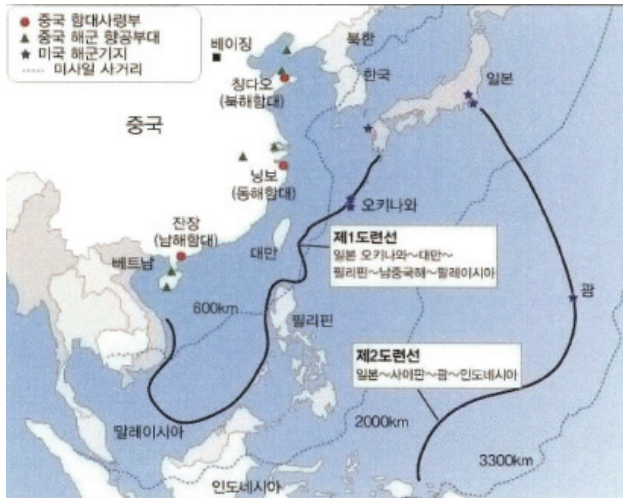 중국 함대사령부
중국 해군 항공부대
미국 해군기지
미사일 사거리
베이징
북한
한국
일본
칭다오
(북해함대)
중국
닝보
(동해함대)
오키나와
잔장
(남해함대)
대만
베트남
제1도련선
일본 오키나와~대만~
필리핀~남중국해~말레이시아
600km
필리핀
괌
제2도련선
일본~사이판~괌~인도네시아
말레이시아
2000km
3300km
인도네시아